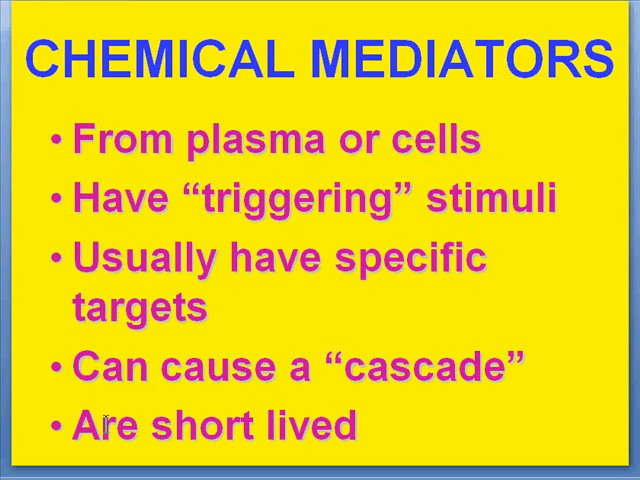 CHEMICAL MEDIATORS
• From plasma or cells
• Have “triggering” stimuli
• Usually have specific
targets
• Can cause a “cascade”
• Are short lived